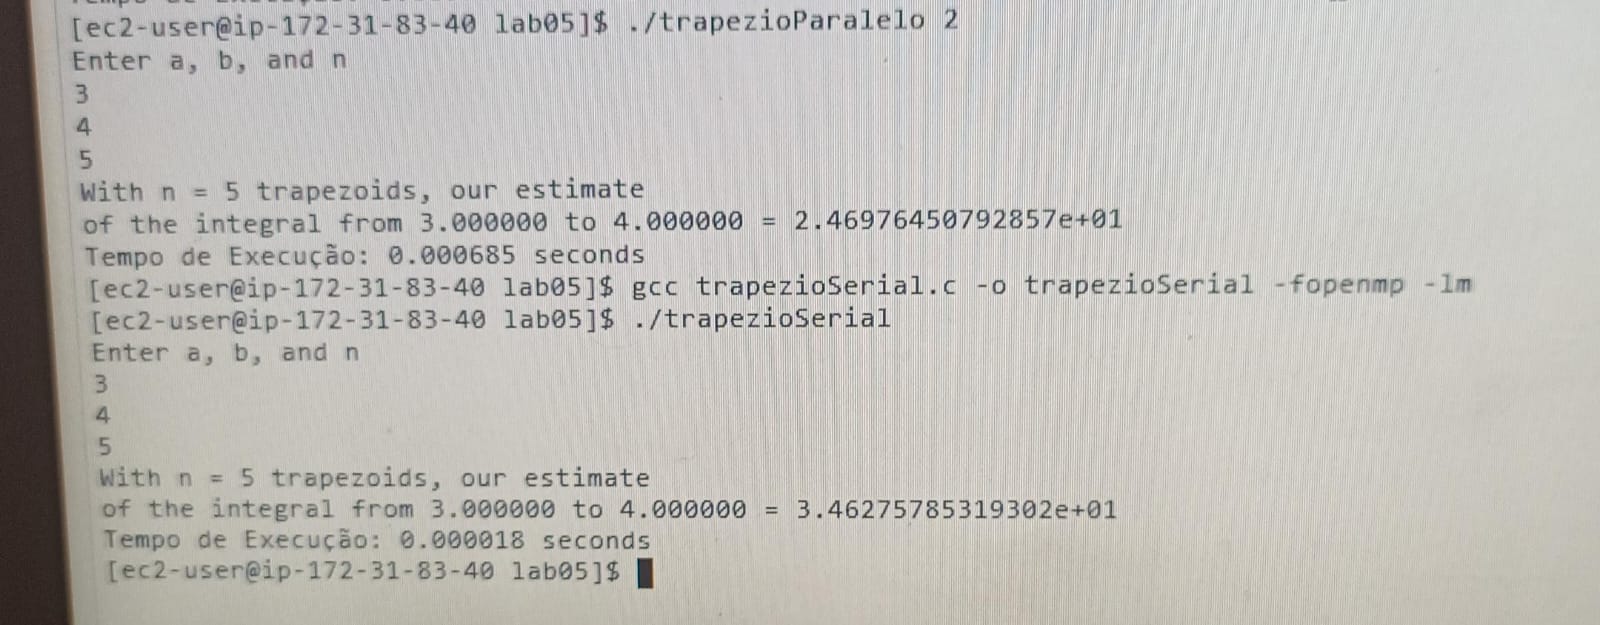 [ec2-user@ip-172-31-83-40 lab05]$ ./trapezioParalelo 2
Enter a, b, and n
3
4
5
With n = 5 trapezoids, our estimate
of the integral from 3.000000 to 4.000000 = 2.46976450792857e+01
Tempo de Execução: 0.000685 seconds
[ec2-user@ip-172-31-83-40 lab05]$ gcc trapezioSerial.c -o trapezioSerial -fopenmp -lm
[ec2-user@ip-172-31-83-40 lab05]$ ./trapezioSerial
Enter a, b, and n
3
4
5
With n = 5 trapezoids, our estimate
of the integral from 3.000000 to 4.000000 = 3.46275785319302e+01
Tempo de Execução: 0.000018 seconds
[ec2-user@ip-172-31-83-40 lab05]$